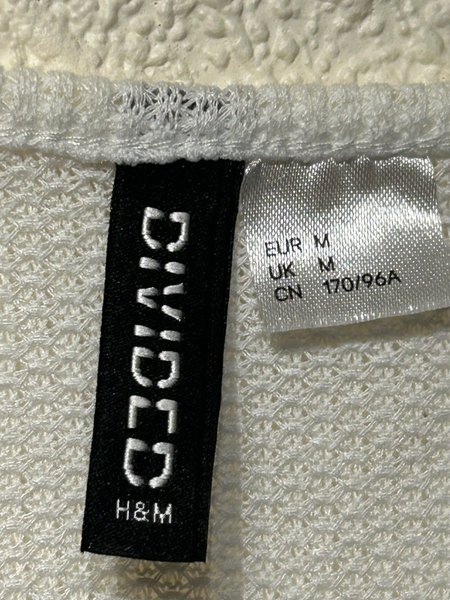 DIVIDED
H&M
EUR M
UK M
CN 170/96A